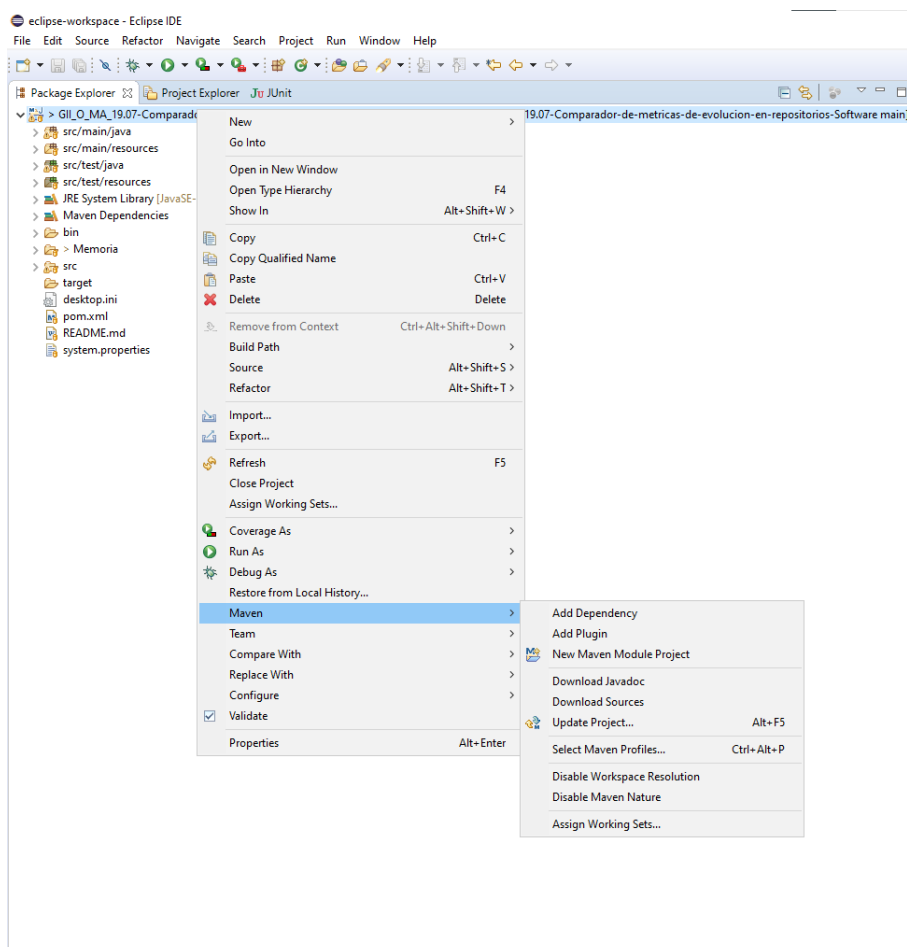 eclipse-workspace - Eclipse IDE
File Edit Source Refactor Navigate Search Project Run Window Help
Package Explorer Project Explorer JUnit
> GII_O_MA_19.07-Comparado 19.07-Comparador-de-metricas-de-evolucion-en-repositorios-Software main]
src/main/java
src/main/resources
src/test/java
src/test/resources
JRE System Library [JavaSE-
Maven Dependencies
bin
> Memoria
src
target
desktop.ini
pom.xml
README.md
system.properties
New
Go Into
Open in New Window
Open Type Hierarchy F4
Show In Alt+Shift+W >
Copy Ctrl+C
Copy Qualified Name
Paste Ctrl+V
Delete Delete
Remove from Context Ctrl+Alt+Shift+Down
Build Path
Source Alt+Shift+S >
Refactor Alt+Shift+T >
Import...
Export...
Refresh F5
Close Project
Assign Working Sets...
Coverage As
Run As
Debug As
Restore from Local History...
Maven
Team
Compare With
Replace With
Configure
Validate
Properties Alt+Enter
Add Dependency
Add Plugin
New Maven Module Project
Download Javadoc
Download Sources
Update Project... Alt+F5
Select Maven Profiles... Ctrl+Alt+P
Disable Workspace Resolution
Disable Maven Nature
Assign Working Sets...